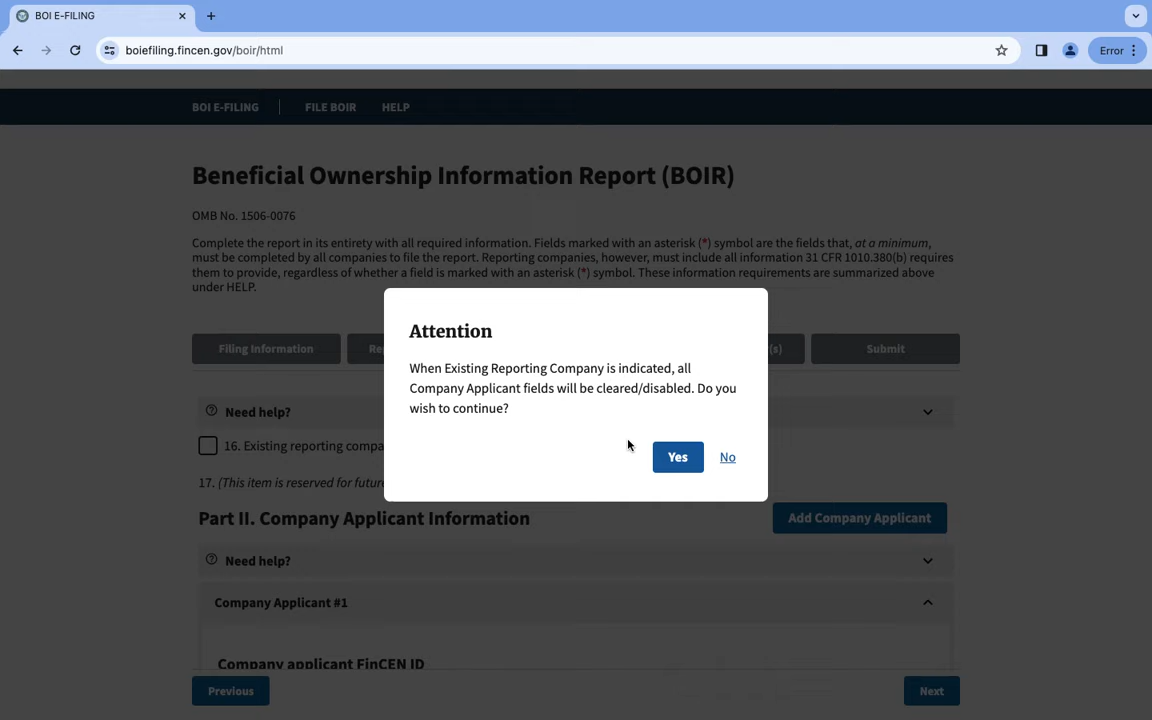 BOI E-FILING
boiefiling.fincen.gov/boir/html
Error
BOI E-FILING
FILE BOIR
HELP
Beneficial Ownership Information Report (BOIR)
OMB No. 1506-0076
Complete the report in its entirety with all required information. Fields marked with an asterisk (*) symbol are the fields that, at a minimum,
must be completed by all companies to file the report. Reporting companies, however, must include all information 31 CFR 1010.380(b) requires
them to provide, regardless of whether a field is marked with an asterisk (*) symbol. These information requirements are summarized above
under HELP.
Filing Information
Re
(s)
Submit
Attention
When Existing Reporting Company is indicated, all
Company Applicant fields will be cleared/disabled. Do you
wish to continue?
Yes
No
Need help?
16. Existing reporting compa
17. (This item is reserved for future
Part II. Company Applicant Information
Add Company Applicant
Need help?
Company Applicant #1
Company applicant FinCEN ID
Previous
Next